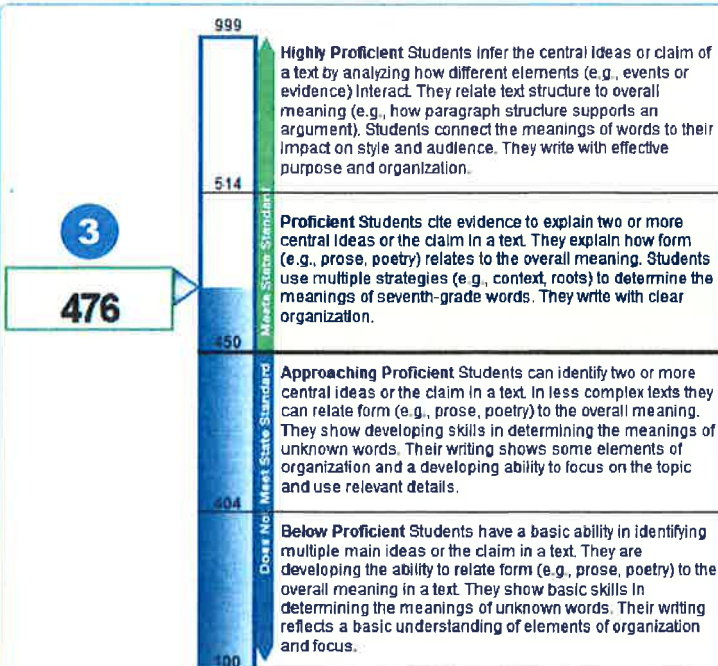 999
Highly Proficient Students infer the central ideas or claim of
a text by analyzing how different elements (e.g., events or
evidence) interact. They relate text structure to overall
meaning (e.g., how paragraph structure supports an
argument). Students connect the meanings of words to their
impact on style and audience. They write with effective
purpose and organization.
514
3
476
Meets State Standard
Proficient Students cite evidence to explain two or more
central ideas or the claim in a text. They explain how form
(e.g., prose, poetry) relates to the overall meaning. Students
use multiple strategies (e.g., context, roots) to determine the
meanings of seventh-grade words. They write with clear
organization.
450
Approaching Proficient Students can identify two or more
central ideas or the claim in a text. In less complex texts they
can relate form (e.g., prose, poetry) to the overall meaning.
They show developing skills in determining the meanings of
unknown words. Their writing shows some elements of
organization and a developing ability to focus on the topic
and use relevant details.
404
Does Not Meet State Standard
Below Proficient Students have a basic ability in identifying
multiple main ideas or the claim in a text. They are
developing the ability to relate form (e.g., prose, poetry) to the
overall meaning in a text. They show basic skills in
determining the meanings of unknown words. Their writing
reflects a basic understanding of elements of organization
and focus.
100